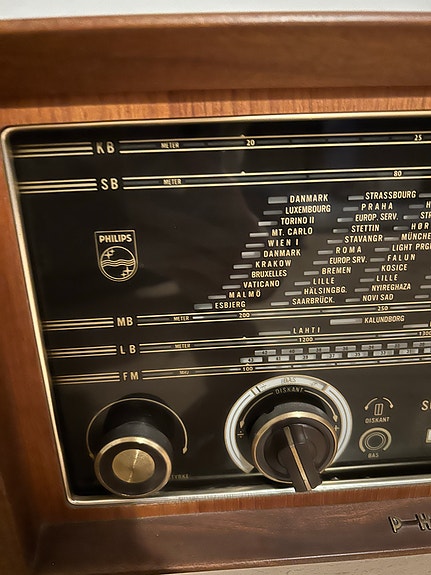 KB METER 20 25
SB METER 80
DANMARK STRASSBOURG
LUXEMBOURG PRAHA
TORINO II EUROP. SERV.
MT. CARLO STETTIN
WIEN I STAVANGR
DANMARK ROMA LIGHT PRG
KRAKOW EUROP.SRV. FALUN
BRUXELLES BREMEN KOSICE
VATICANO LILLE LILLE
MALMÖ HÄLSINGBG. NYIREGHAZA
ESBJERG SAARBRÜCK. NOVI SAD
PHILIPS
MB METER 200 250
KALUNDBORG
LAHTI
LB METER 1200 1300
FM MHz 100
BAS
DISKANT
DISKANT
BAS